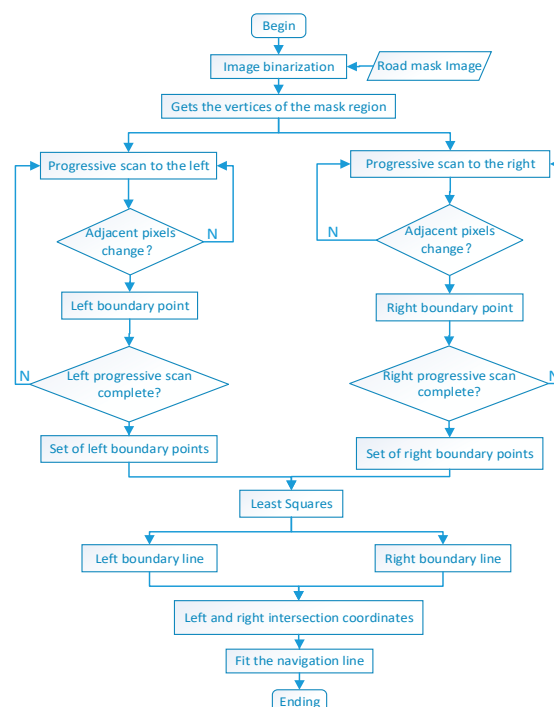 Begin
Image binarization
Road mask Image
Gets the vertices of the mask region
Progressive scan to the left
Progressive scan to the right
Adjacent pixels
change?
N
N
Adjacent pixels
change?
Left boundary point
Right boundary point
N
Left progressive scan
complete?
Right progressive scan
complete?
N
Set of left boundary points
Set of right boundary points
Least Squares
Left boundary line
Right boundary line
Left and right intersection coordinates
Fit the navigation line
Ending